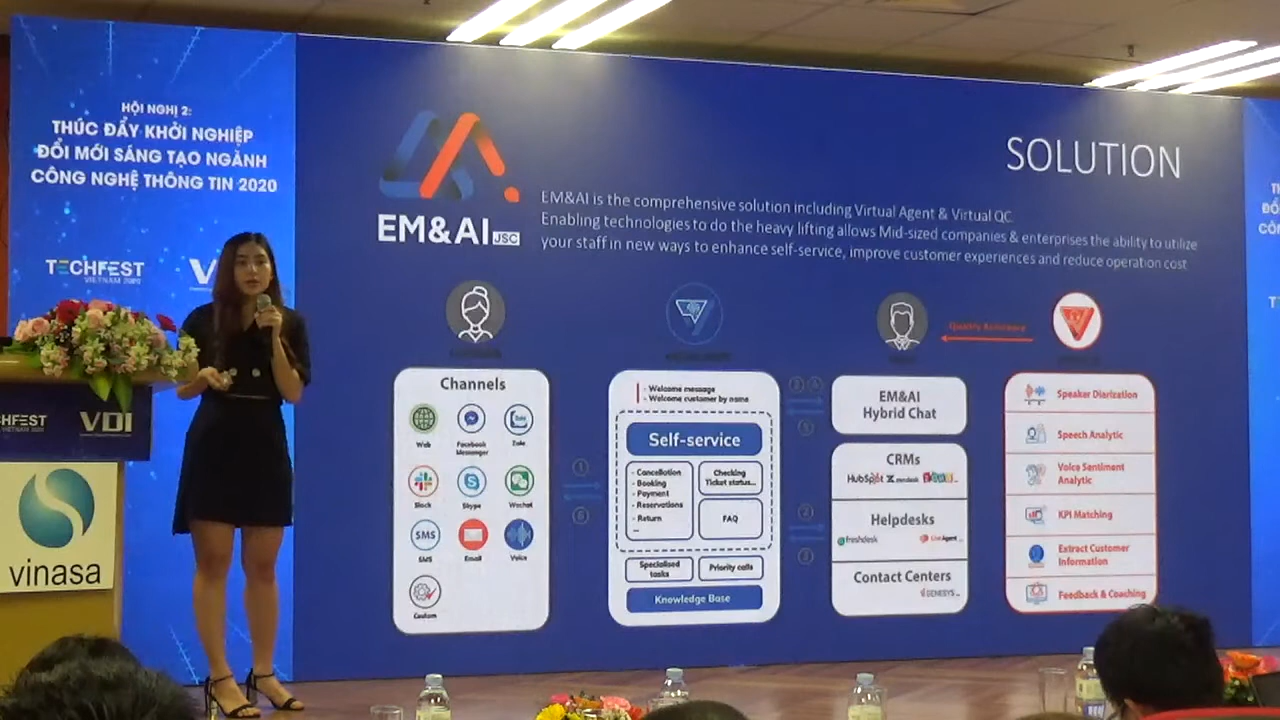 HỘI NGHỊ 2:
THÚC ĐẨY KHỞI NGHIỆP
ĐỔI MỚI SÁNG TẠO NGÀNH
CÔNG NGHỆ THÔNG TIN 2020
TECHFEST
VIETNAM 2020
CHFEST
VDI
vinasa
EM&AI JSC
SOLUTION
EM&AI is the comprehensive solution including Virtual Agent & Virtual QC.
Enabling technologies to do the heavy lifting allows Mid-sized companies & enterprises the ability to utilize
your staff in new ways to enhance self-service, improve customer experiences and reduce operation cost
Quality Assurance
Channels
Web
Facebook Messenger
Zalo
Slack
Skype
Wechat
SMS
SMS
Email
Voice
Custom
- Welcome message
- Welcome customer by name
Self-service
- Cancellation
- Booking
- Payment
- Reservations
- Return
...
Checking
Ticket status...
FAQ
Specialised
tasks
Priority calls
Knowledge Base
EM&AI
Hybrid Chat
CRMs
HubSpot zendesk
Helpdesks
freshdesk LiveAgent
Contact Centers
GENESYS
Speaker Diarization
Speech Analytic
Voice Sentiment
Analytic
KPI Matching
Extract Customer
Information
Feedback & Coaching